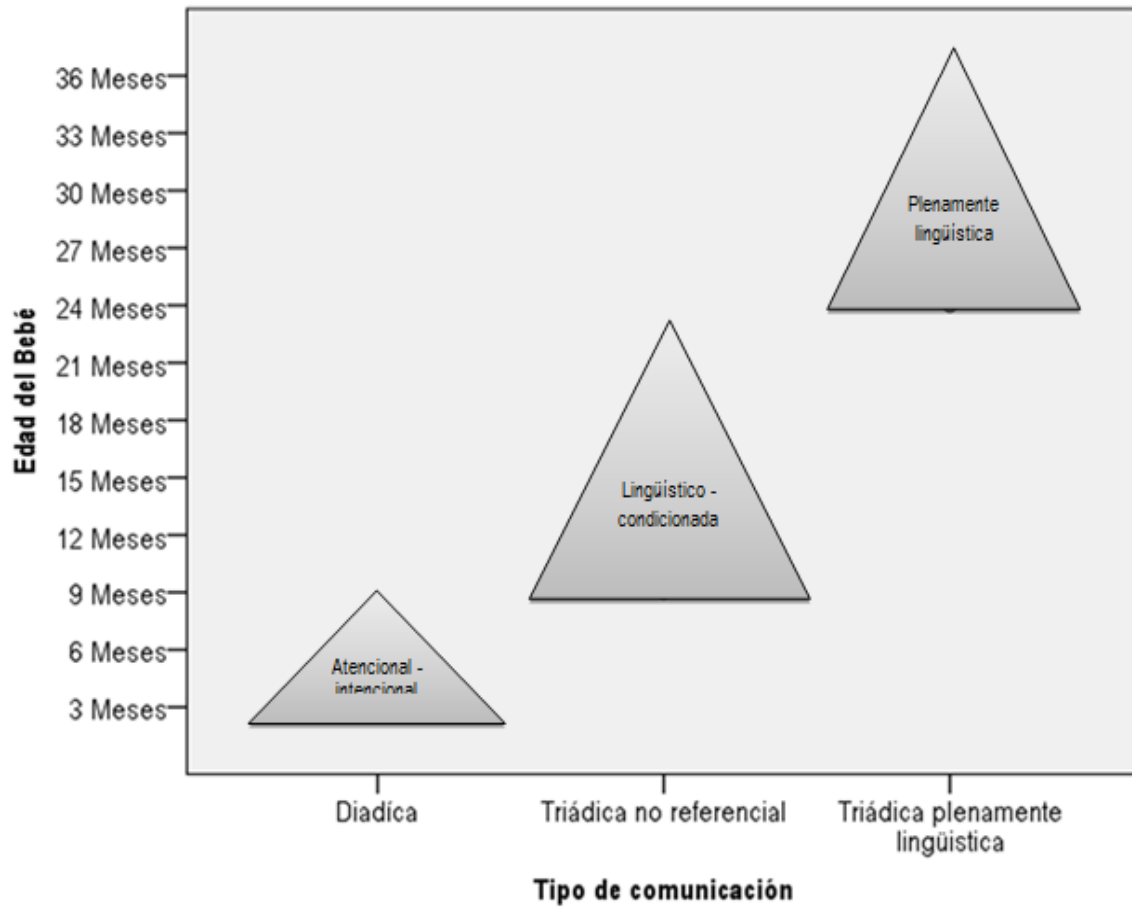 36 Meses
33 Meses
30 Meses
27 Meses
24 Meses
21 Meses
18 Meses
15 Meses
12 Meses
9 Meses
6 Meses
3 Meses
Edad del Bebé
Plenamente
lingüística
Lingüístico -
condicionada
Atencional -
intencional
Diadíca
Triádica no referencial
Triádica plenamente
lingüistica
Tipo de comunicación